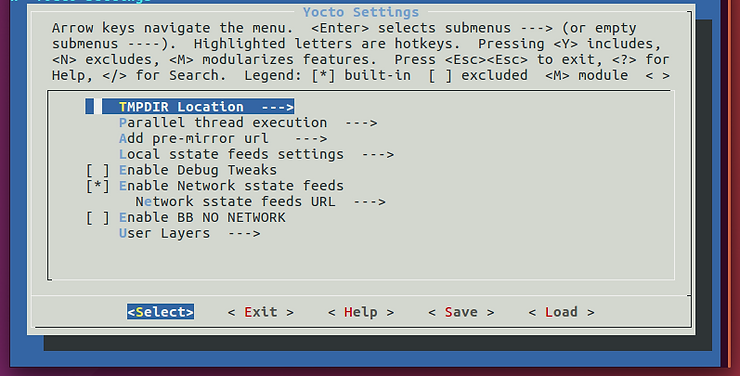 Yocto Settings
Arrow keys navigate the menu.  <Enter> selects submenus ---> (or empty
submenus ----).  Highlighted letters are hotkeys.  Pressing <Y> includes,
<N> excludes, <M> modularizes features.  Press <Esc><Esc> to exit, <?> for
Help, </> for Search.  Legend: [*] built-in  [ ] excluded  <M> module  < >
TMPDIR Location  --->
Parallel thread execution  --->
Add pre-mirror url   --->
Local sstate feeds settings  --->
[ ] Enable Debug Tweaks
[*] Enable Network sstate feeds
Network sstate feeds URL  --->
[ ] Enable BB NO NETWORK
User Layers  --->
<Select>    < Exit >    < Help >    < Save >    < Load >